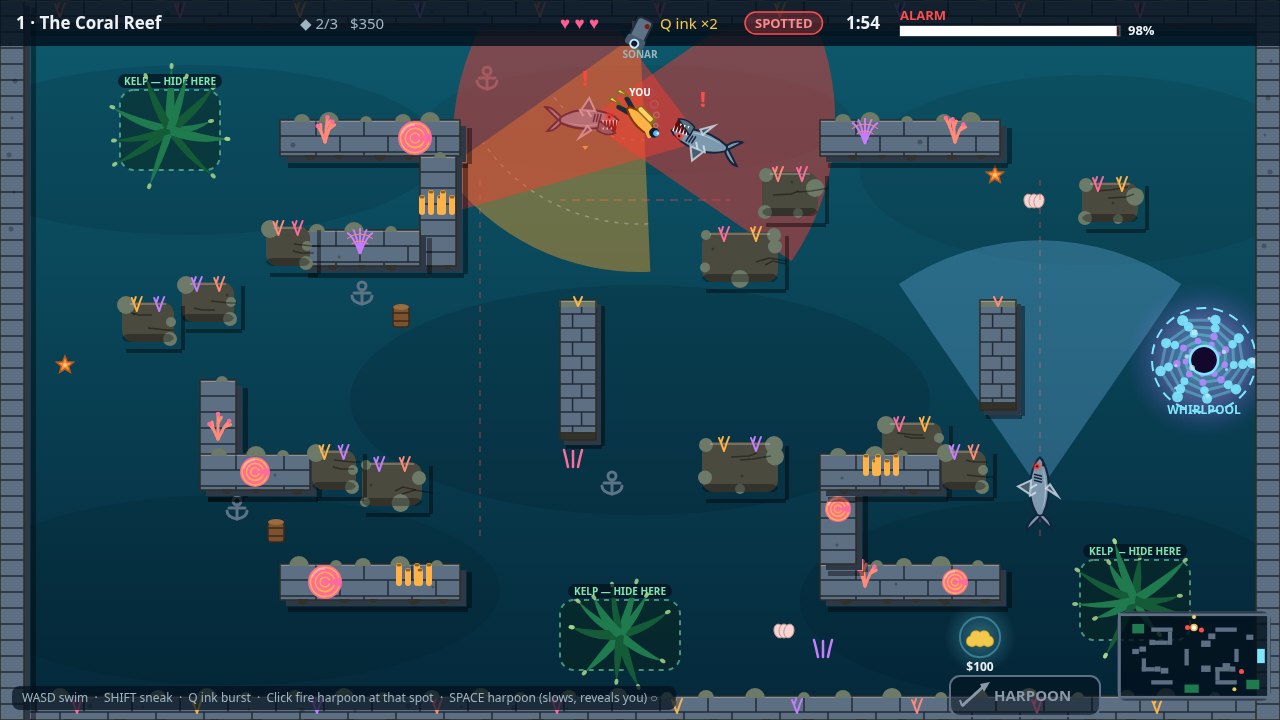 1 · The Coral Reef
◆ 2/3 $350
♥ ♥ ♥
Q ink ×2
SPOTTED
1:54
ALARM
98%
SONAR
YOU
!
!
KELP — HIDE HERE
WHIRLPOOL
KELP — HIDE HERE
KELP — HIDE HERE
$100
HARPOON
WASD swim · SHIFT sneak · Q ink burst · Click fire harpoon at that spot · SPACE harpoon (slows, reveals you) ○